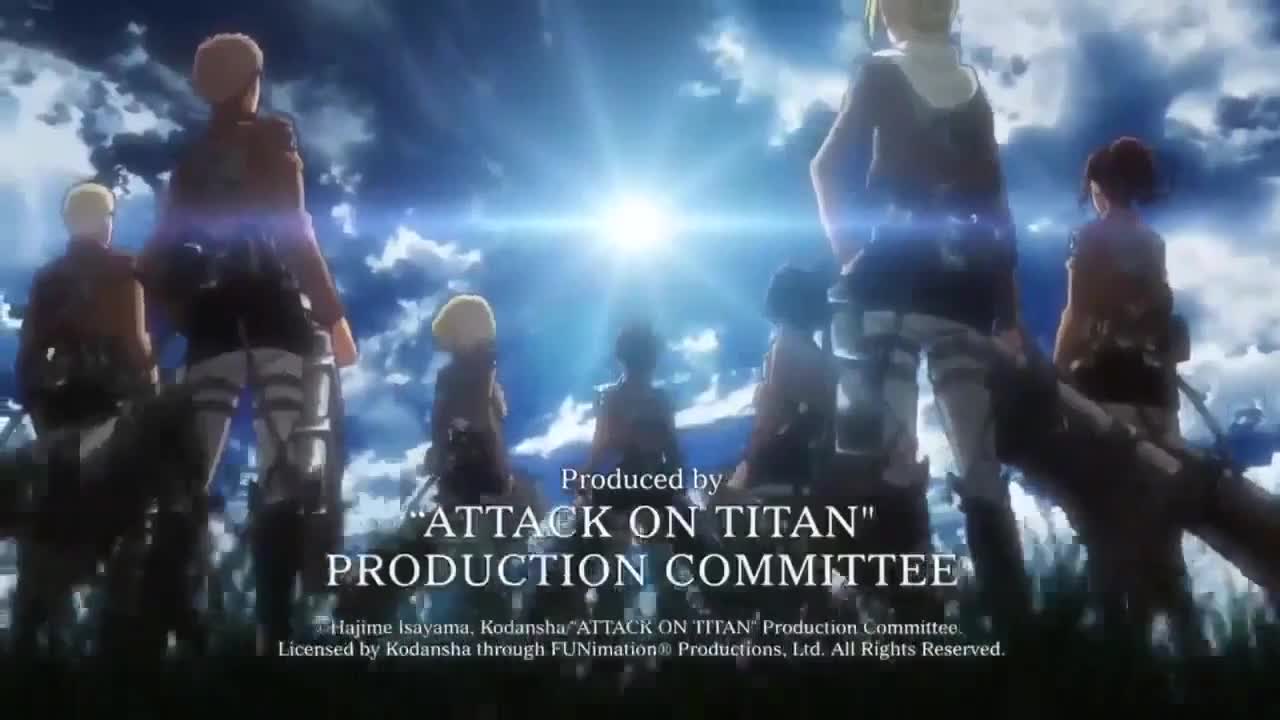 Produced by
“ATTACK ON TITAN"
PRODUCTION COMMITTEE
© Hajime Isayama, Kodansha/"ATTACK ON TITAN" Production Committee.
Licensed by Kodansha through FUNimation® Productions, Ltd. All Rights Reserved.